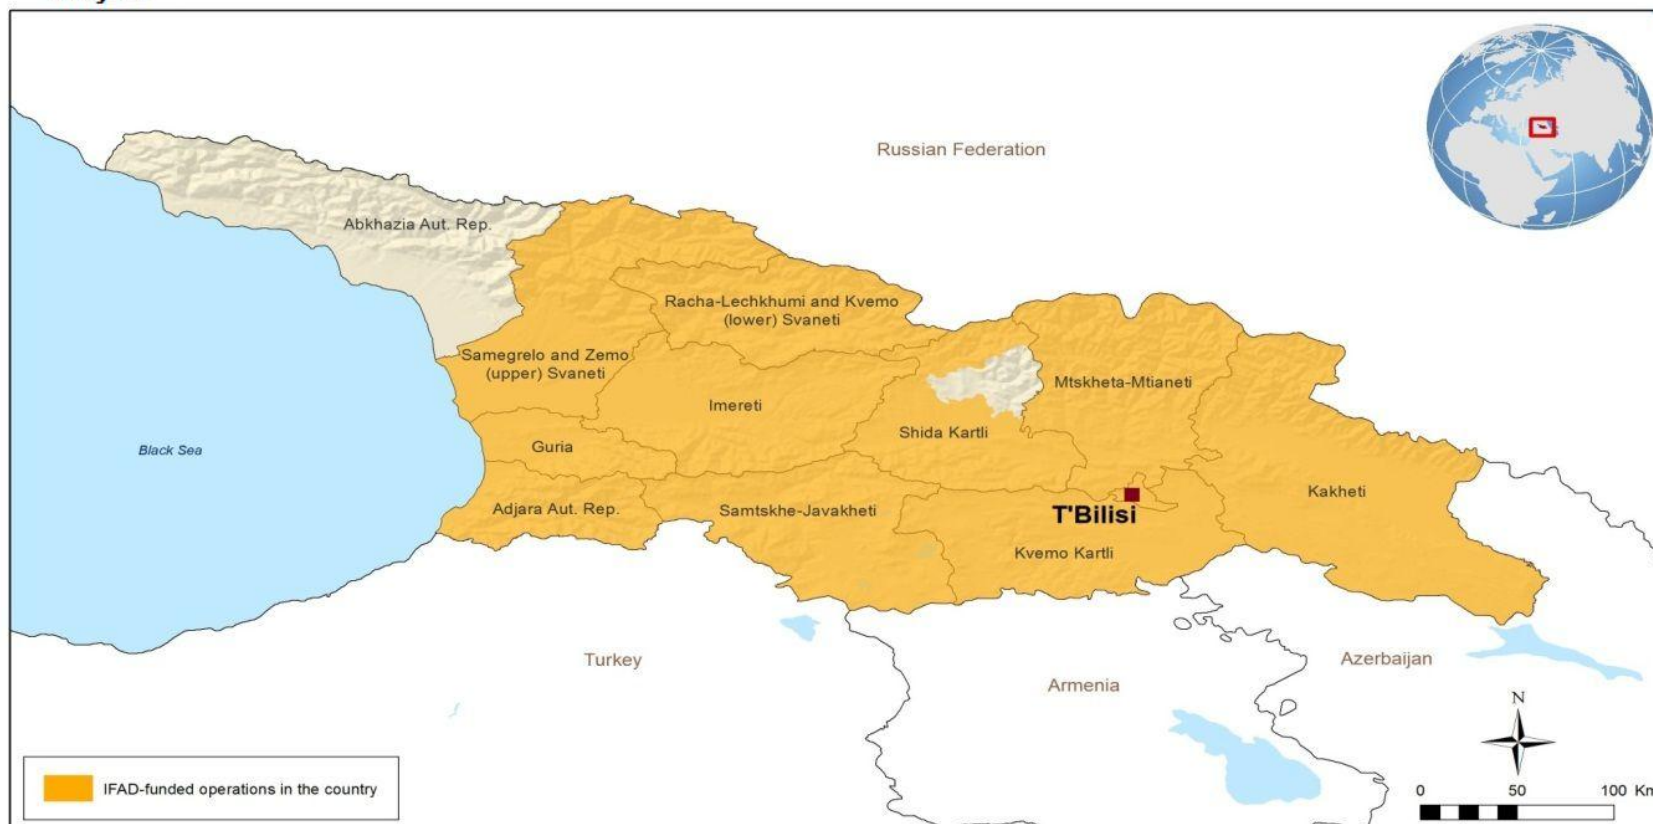 Russian Federation
Abkhazia Aut. Rep.
Racha-Lechkhumi and Kvemo
(lower) Svaneti
Samegrelo and Zemo
(upper) Svaneti
Mtskheta-Mtianeti
Imereti
Shida Kartli
Guria
Black Sea
Kakheti
Adjara Aut. Rep.
Samtskhe-Javakheti
T'Bilisi
Kvemo Kartli
Turkey
Azerbaijan
Armenia
N
IFAD-funded operations in the country
0 50 100 Km